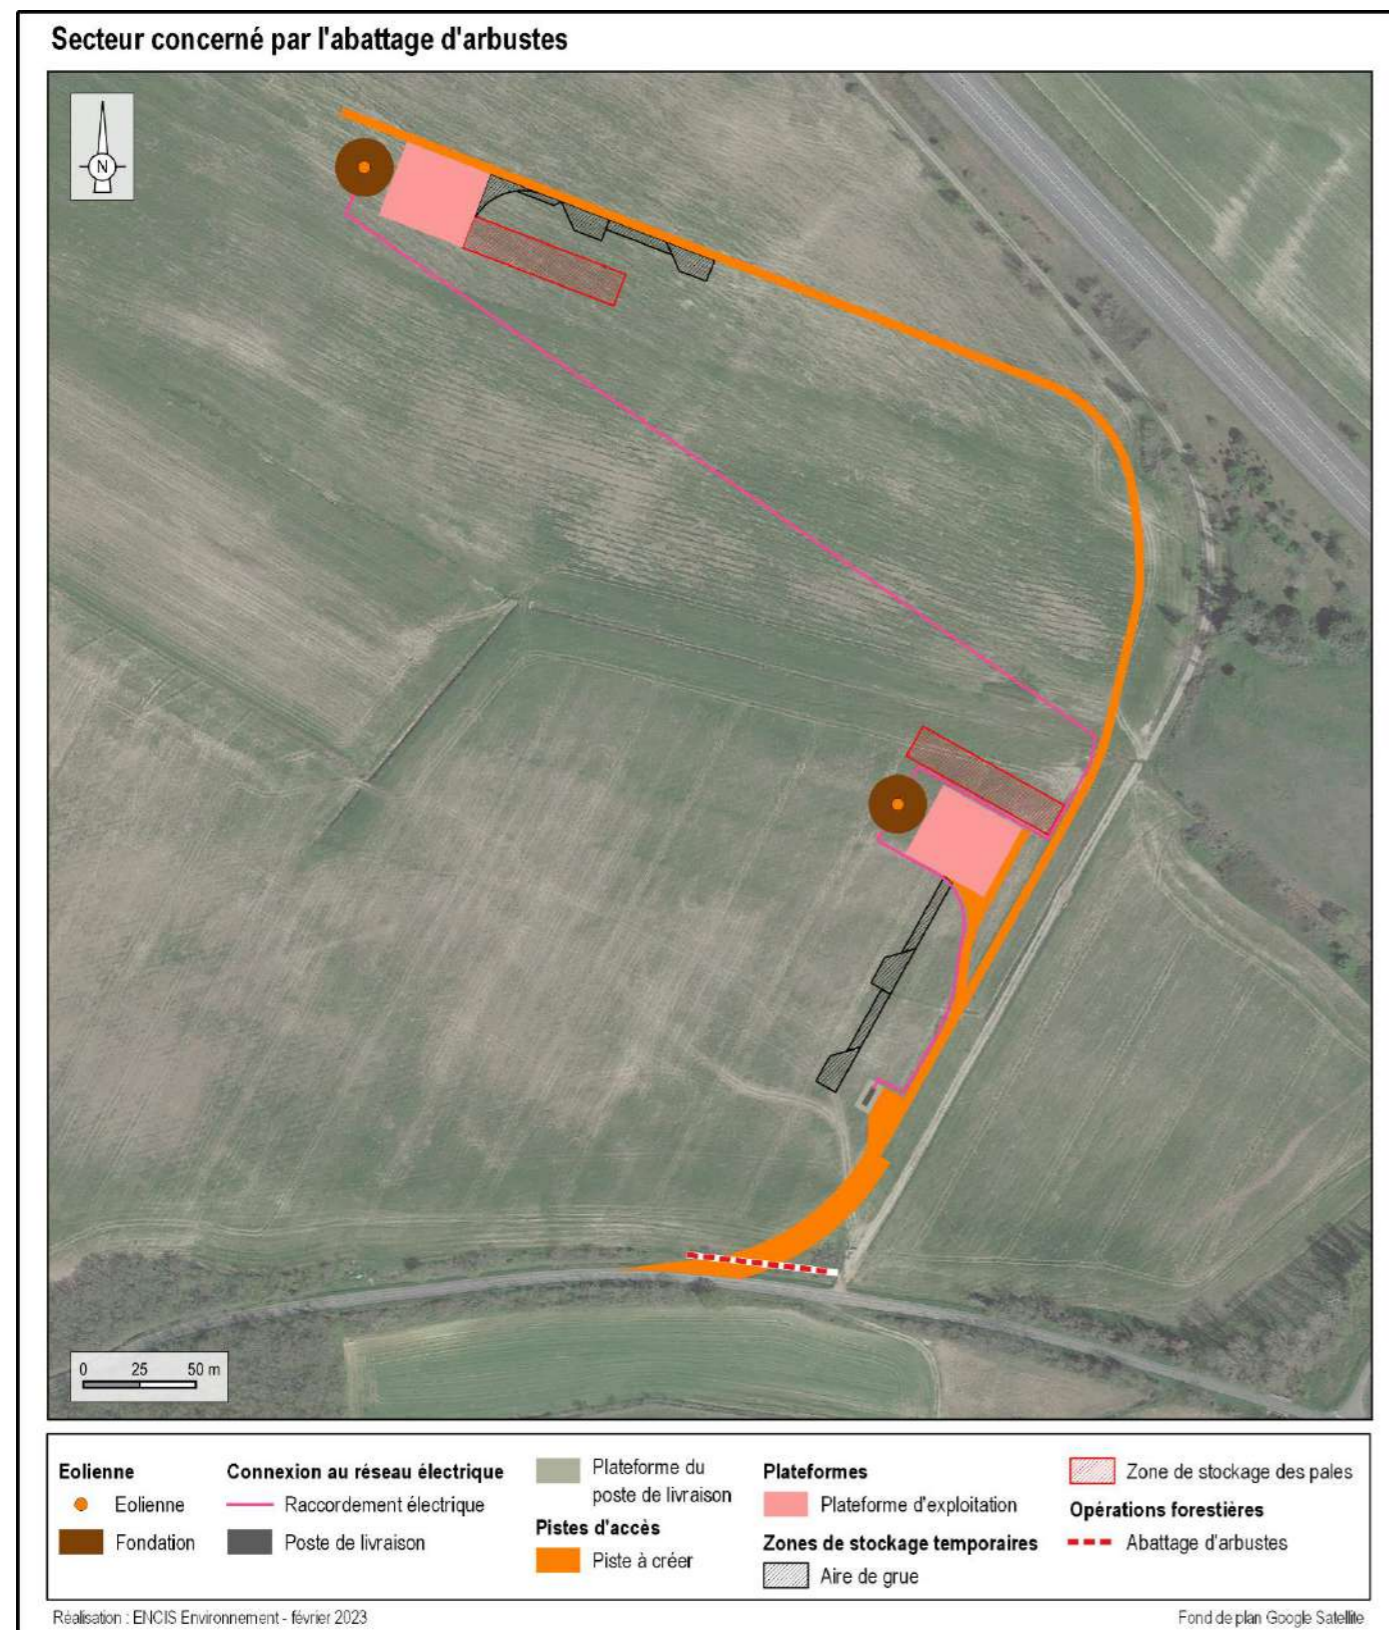 Secteur concerné par l'abattage d'arbustes
N
0 25 50 m
Eolienne
Eolienne
Fondation
Connexion au réseau électrique
Raccordement électrique
Poste de livraison
Plateforme du
poste de livraison
Pistes d'accès
Piste à créer
Plateformes
Plateforme d'exploitation
Zones de stockage temporaires
Aire de grue
Zone de stockage des pales
Opérations forestières
Abattage d'arbustes
Réalisation : ENCIS Environnement - février 2023
Fond de plan Google Satellite